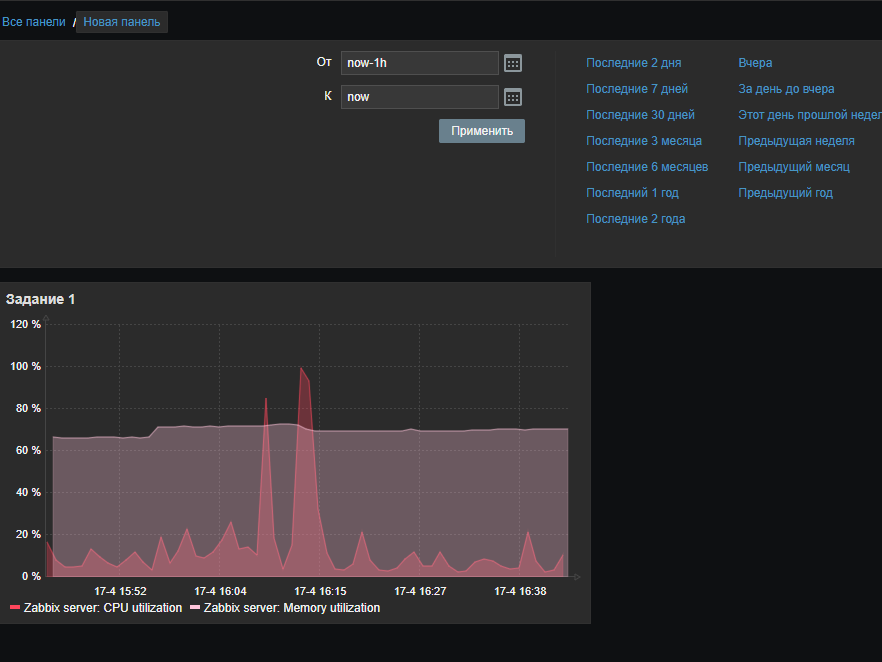 Все панели / Новая панель
От now-1h
К now
Применить
Последние 2 дня
Последние 7 дней
Последние 30 дней
Последние 3 месяца
Последние 6 месяцев
Последний 1 год
Последние 2 года
Вчера
За день до вчера
Этот день прошлой недел
Предыдущая неделя
Предыдущий месяц
Предыдущий год
Задание 1
120 %
100 %
80 %
60 %
40 %
20 %
0 %
17-4 15:52 17-4 16:04 17-4 16:15 17-4 16:27 17-4 16:38
Zabbix server: CPU utilization Zabbix server: Memory utilization